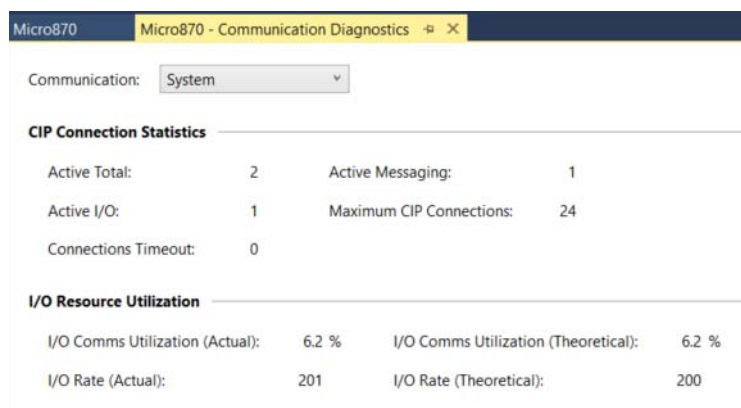 Micro870 Micro870 - Communication Diagnostics
Communication: System
CIP Connection Statistics
Active Total: 2 Active Messaging: 1
Active I/O: 1 Maximum CIP Connections: 24
Connections Timeout: 0
I/O Resource Utilization
I/O Comms Utilization (Actual): 6.2 % I/O Comms Utilization (Theoretical): 6.2 %
I/O Rate (Actual): 201 I/O Rate (Theoretical): 200